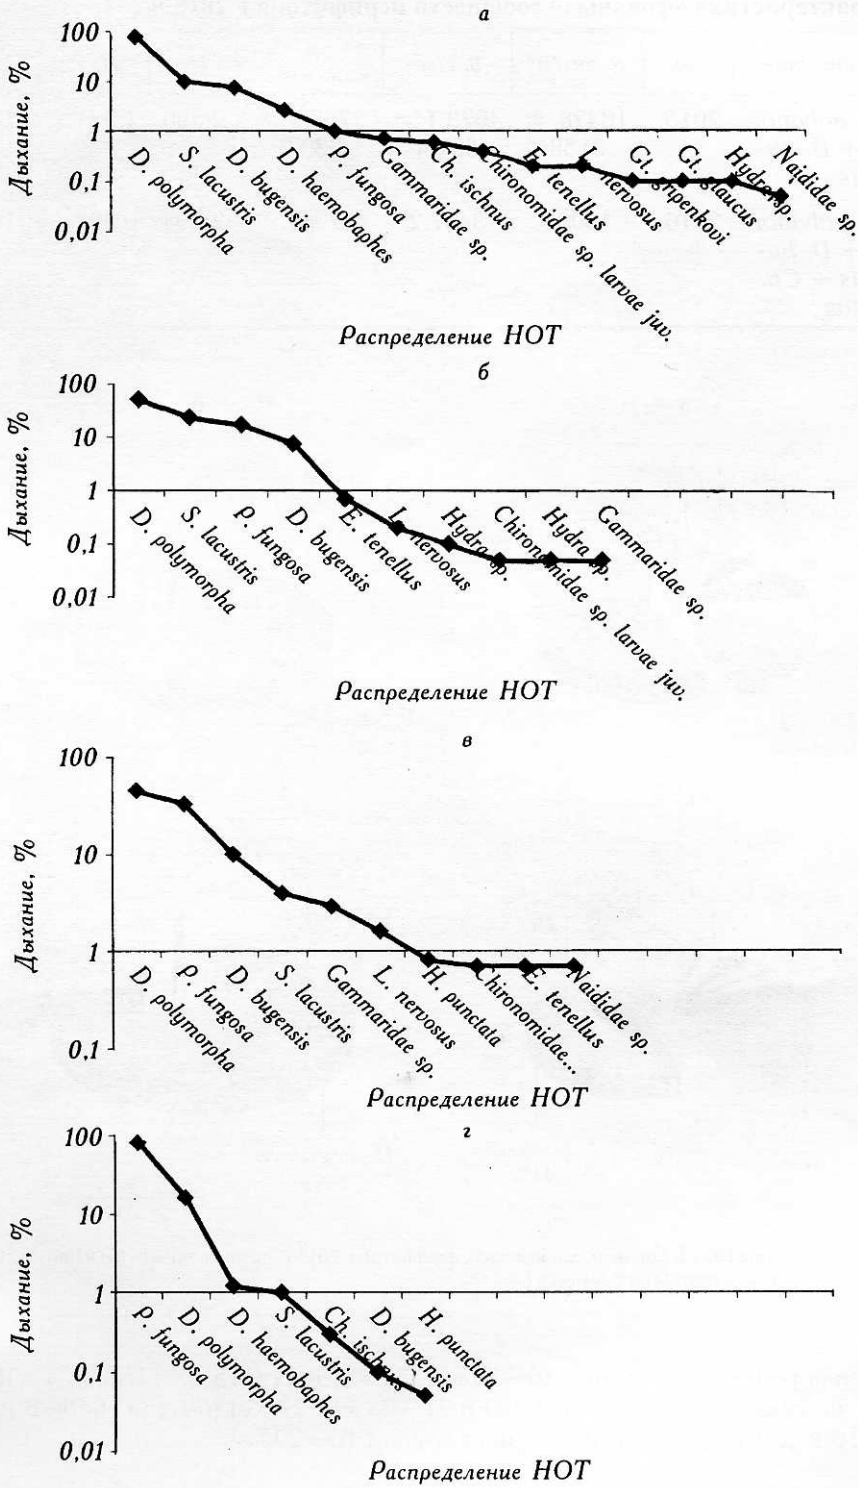 а
Дыхание, %
100
10
1
0.1
0,01
D. polymorpha
S. lacustris
D. bugensis
D. haemobaphes
P. fungosa
Gammaridae sp.
Ch. ischnus
Chironomidae sp. larvae juv.
E. tenellus
L. nervosus
Gt. gripenkovi
Gt. glaucus
Hydra sp.
Naididae sp.
Распределение НОТ
б
Дыхание, %
100
10
1
0.1
0,01
D. polymorpha
S. lacustris
P. fungosa
D. bugensis
E. tenellus
L. nervosus
Hydra sp.
Chironomidae sp. larvae juv.
Hydra sp.
Gammaridae sp.
Распределение НОТ
в
Дыхание, %
100
10
1
0,1
D. polymorpha
P. fungosa
D. bugensis
S. lacustris
Gammaridae sp.
L. nervosus
H. punctata
Chironomidae...
E. tenellus
Naididae sp.
Распределение НОТ
г
Дыхание, %
100
10
1
0.1
0,01
P. fungosa
D. polymorpha
D. haemobaphes
S. lacustris
Ch. ischnus
D. bugensis
H. punctata
Распределение НОТ